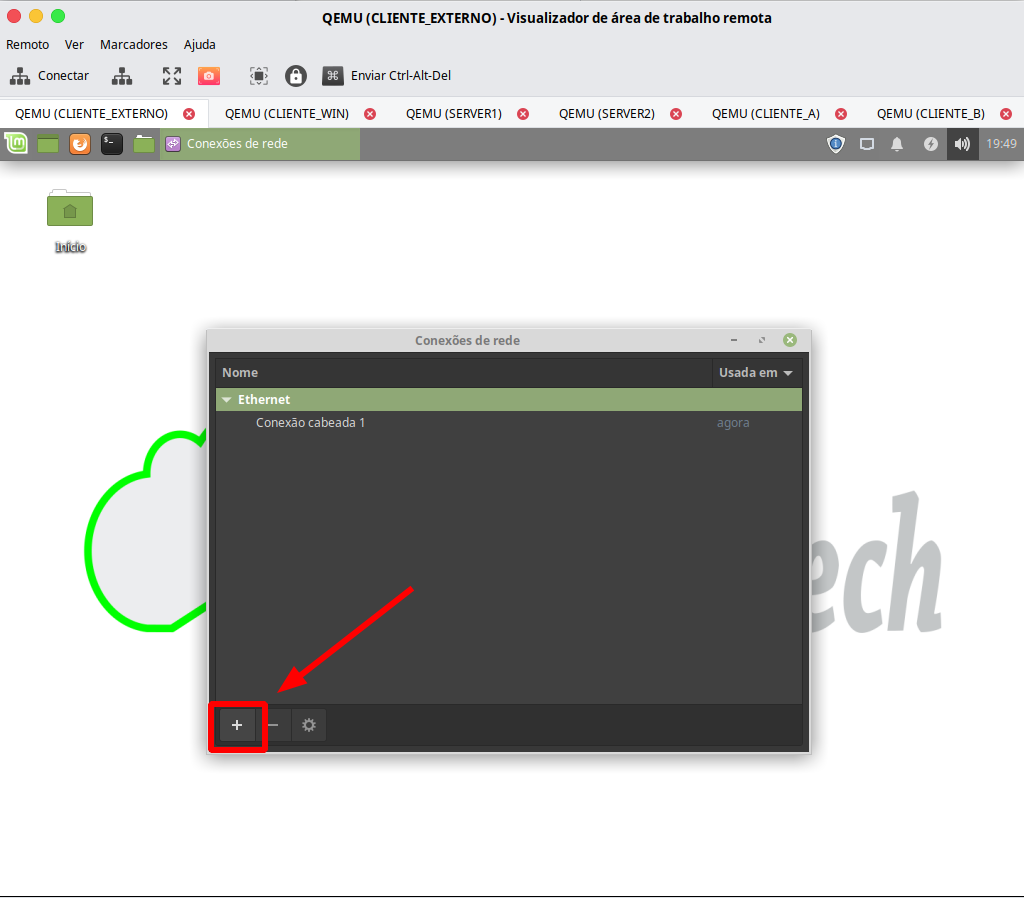 QEMU (CLIENTE_EXTERNO) - Visualizador de área de trabalho remota
Remoto Ver Marcadores Ajuda
Conectar Enviar Ctrl-Alt-Del
QEMU (CLIENTE_EXTERNO) QEMU (CLIENTE_WIN) QEMU (SERVER1) QEMU (SERVER2) QEMU (CLIENTE_A) QEMU (CLIENTE_B)
Conexões de rede 19:49
Início
Conexões de rede
Nome Usada em
Ethernet
Conexão cabeada 1 agora
ech